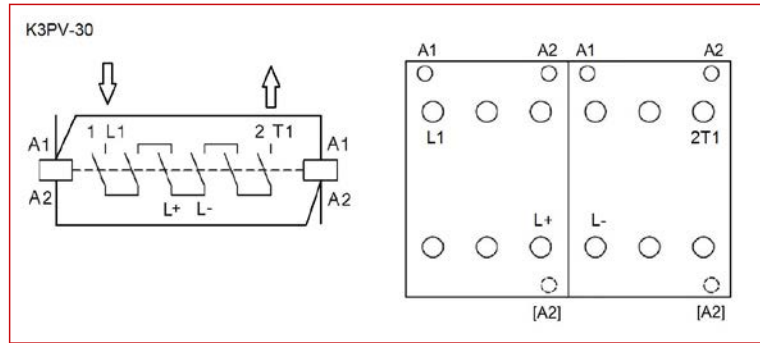 K3PV-30
1 L1 2 T1
A1 A1
A2 A2
L+ L-
A1 A2 A1 A2
L1 2T1
L+ L-
[A2] [A2]